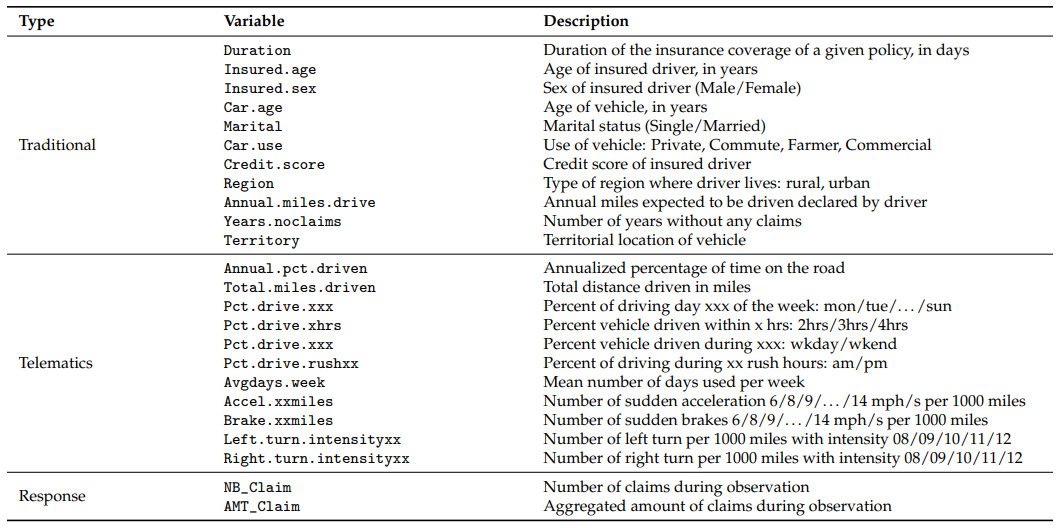 Type Variable Description
Duration Duration of the insurance coverage of a given policy, in days
Insured.age Age of insured driver, in years
Insured.sex Sex of insured driver (Male/Female)
Car.age Age of vehicle, in years
Marital Marital status (Single/Married)
Traditional Car.use Use of vehicle: Private, Commute, Farmer, Commercial
Credit.score Credit score of insured driver
Region Type of region where driver lives: rural, urban
Annual.miles.drive Annual miles expected to be driven declared by driver
Years.noclaims Number of years without any claims
Territory Territorial location of vehicle
Annual.pct.driven Annualized percentage of time on the road
Total.miles.driven Total distance driven in miles
Pct.drive.xxx Percent of driving day xxx of the week: mon/tue/. . . /sun
Pct.drive.xhrs Percent vehicle driven within x hrs: 2hrs/3hrs/4hrs
Pct.drive.xxx Percent vehicle driven during xxx: wkday/wkend
Telematics Pct.drive.rushxx Percent of driving during xx rush hours: am/pm
Avgdays.week Mean number of days used per week
Accel.xxmiles Number of sudden acceleration 6/8/9/. . . /14 mph/s per 1000 miles
Brake.xxmiles Number of sudden brakes 6/8/9/. . . /14 mph/s per 1000 miles
Left.turn.intensityxx Number of left turn per 1000 miles with intensity 08/09/10/11/12
Right.turn.intensityxx Number of right turn per 1000 miles with intensity 08/09/10/11/12
Response NB_Claim Number of claims during observation
AMT_Claim Aggregated amount of claims during observation